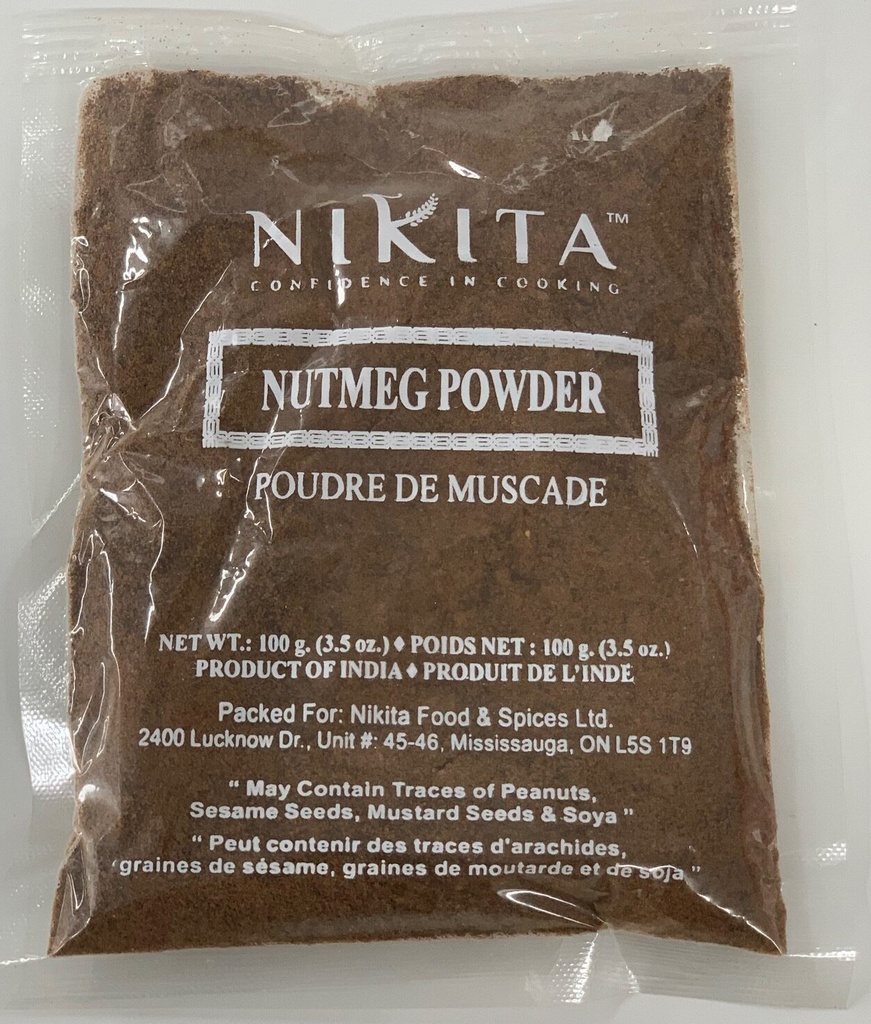 NIKITA™
CONFIDENCE IN COOKING
NUTMEG POWDER
POUDRE DE MUSCADE
NET WT.: 100 g. (3.5 oz.) ♦ POIDS NET : 100 g. (3.5 oz.)
PRODUCT OF INDIA ♦ PRODUIT DE L'INDE
Packed For: Nikita Food & Spices Ltd.
2400 Lucknow Dr., Unit #: 45-46, Mississauga, ON L5S 1T9
“ May Contain Traces of Peanuts,
Sesame Seeds, Mustard Seeds & Soya ”
“ Peut contenir des traces d'arachides,
graines de sésame, graines de moutarde et de soja ”